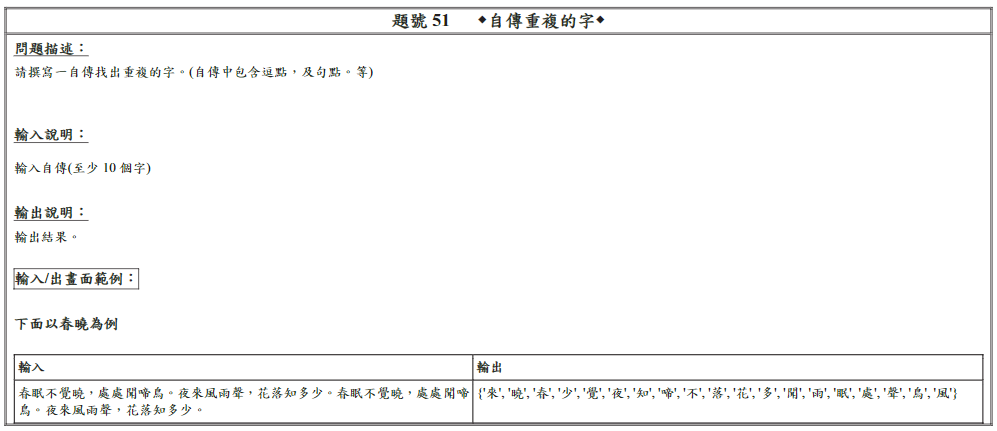 題號 51 ◆自傳重複的字◆
問題描述：
請撰寫一自傳找出重複的字。(自傳中包含逗點，及句點。等)
輸入說明：
輸入自傳(至少 10 個字)
輸出說明：
輸出結果。
輸入/出畫面範例：
下面以春曉為例
輸入
輸出
春眠不覺曉，處處聞啼鳥。夜來風雨聲，花落知多少。春眠不覺曉，處處聞啼
鳥。夜來風雨聲，花落知多少。
{'來','曉','春','少','覺','夜','知','啼','不','落','花','多','聞','雨','眠','處','聲','鳥','風'}